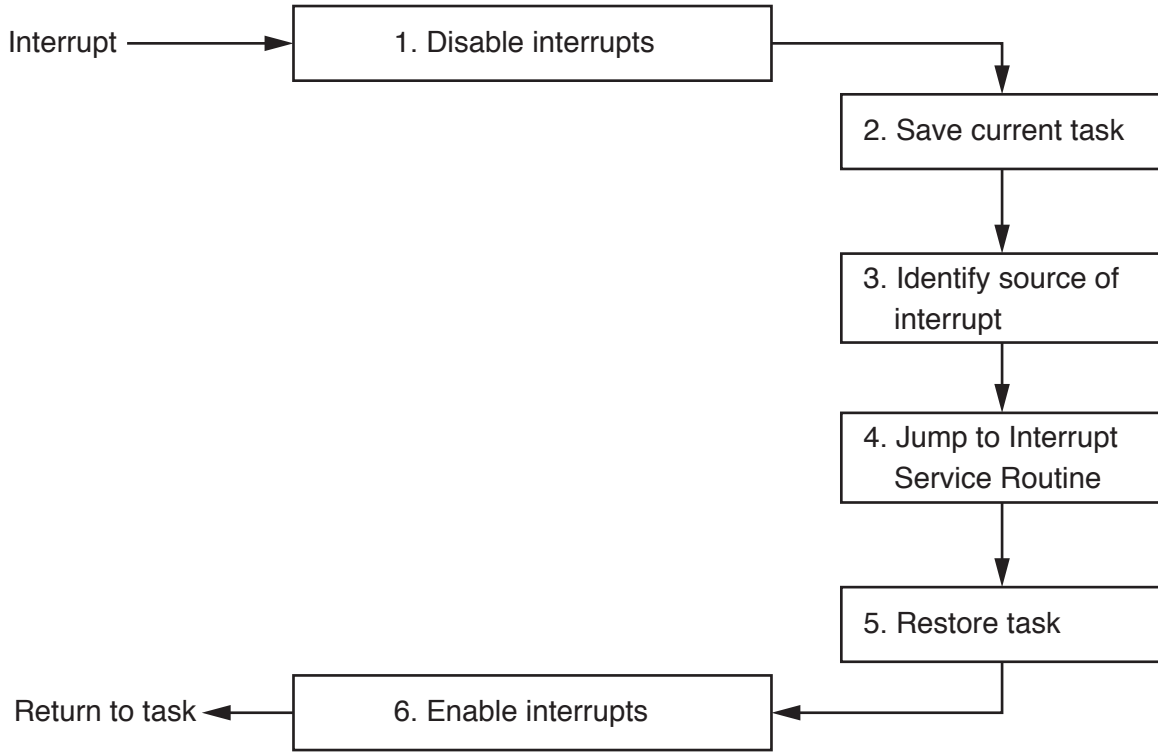 Interrupt
1. Disable interrupts
2. Save current task
3. Identify source of
interrupt
4. Jump to Interrupt
Service Routine
5. Restore task
6. Enable interrupts
Return to task